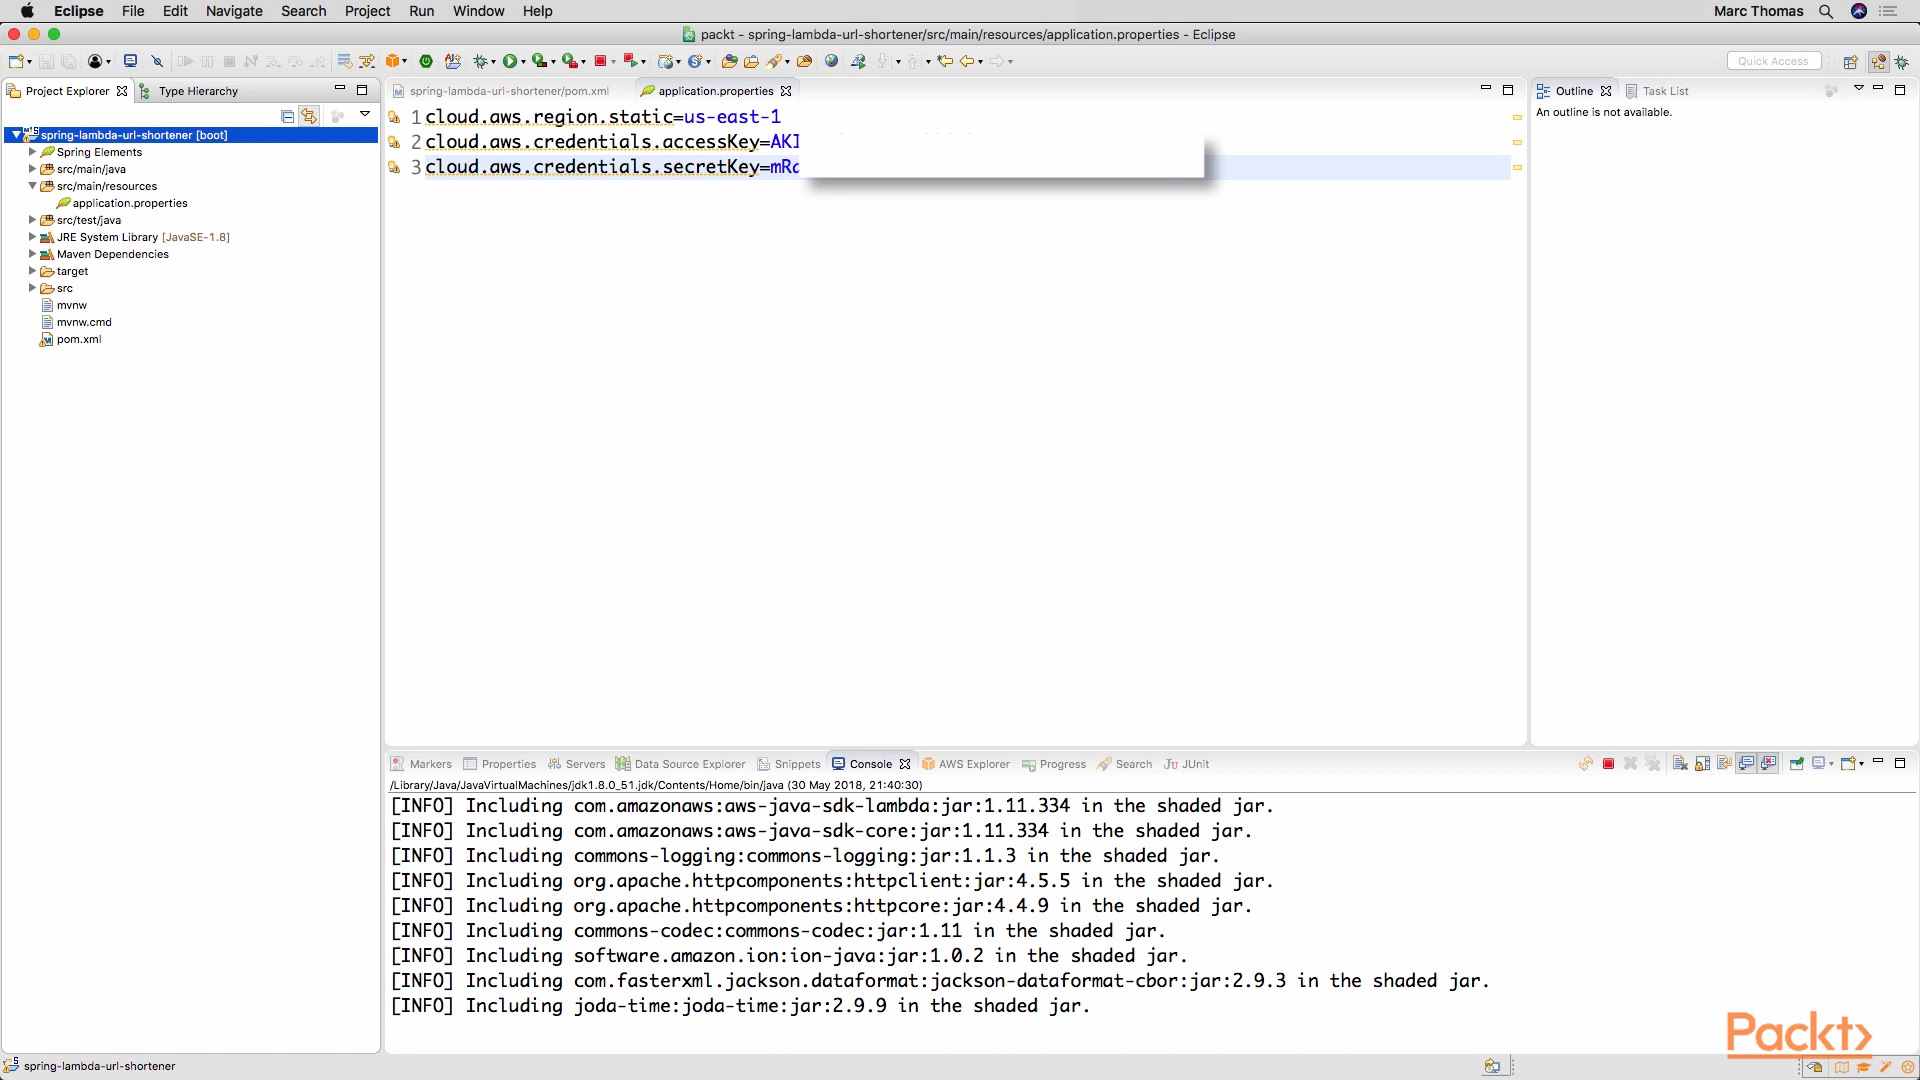 Eclipse File Edit Navigate Search Project Run Window Help Marc Thomas
packt - spring-lambda-url-shortener/src/main/resources/application.properties - Eclipse
Quick Access
Project Explorer Type Hierarchy
spring-lambda-url-shortener [boot]
Spring Elements
src/main/java
src/main/resources
application.properties
src/test/java
JRE System Library [JavaSE-1.8]
Maven Dependencies
target
src
mvnw
mvnw.cmd
pom.xml
spring-lambda-url-shortener/pom.xml application.properties
1 cloud.aws.region.static=us-east-1
2 cloud.aws.credentials.accessKey=AKI
3 cloud.aws.credentials.secretKey=
Outline Task List
An outline is not available.
Markers Properties Servers Data Source Explorer Snippets Console AWS Explorer Progress Search JUnit
/Library/Java/JavaVirtualMachines/jdk1.8.0_51.jdk/Contents/Home/bin/java (30 May 2018, 21:40:30)
[INFO] Including com.amazonaws:aws-java-sdk-lambda:jar:1.11.334 in the shaded jar.
[INFO] Including com.amazonaws:aws-java-sdk-core:jar:1.11.334 in the shaded jar.
[INFO] Including commons-logging:commons-logging:jar:1.1.3 in the shaded jar.
[INFO] Including org.apache.httpcomponents:httpclient:jar:4.5.5 in the shaded jar.
[INFO] Including org.apache.httpcomponents:httpcore:jar:4.4.9 in the shaded jar.
[INFO] Including commons-codec:commons-codec:jar:1.11 in the shaded jar.
[INFO] Including software.amazon.ion:ion-java:jar:1.0.2 in the shaded jar.
[INFO] Including com.fasterxml.jackson.dataformat:jackson-dataformat-cbor:jar:2.9.3 in the shaded jar.
[INFO] Including joda-time:joda-time:jar:2.9.9 in the shaded jar.
Packt
spring-lambda-url-shortener